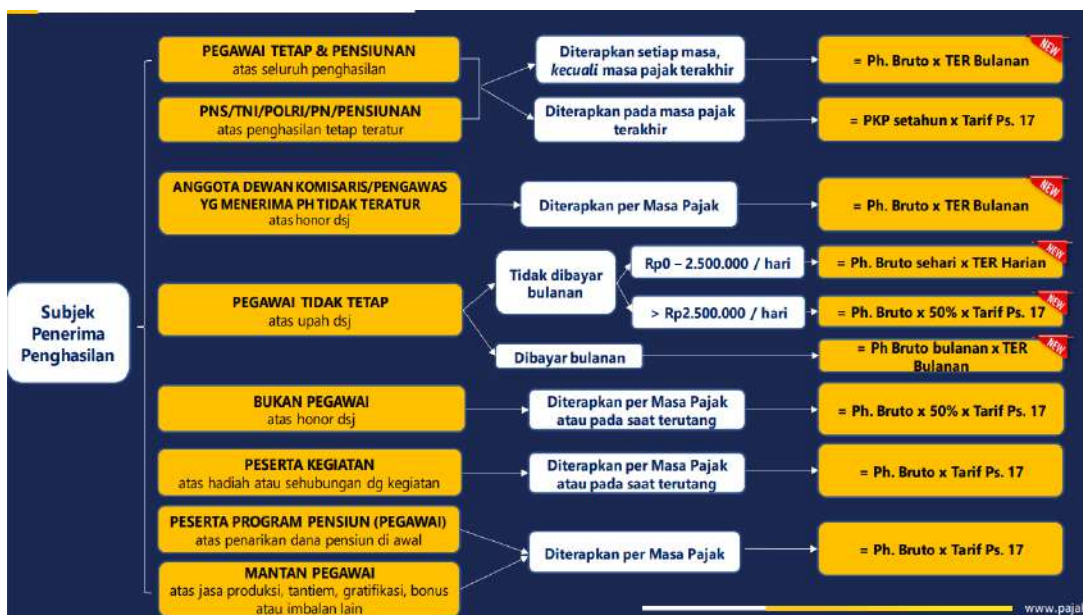 Subjek
Penerima
Penghasilan
PEGAWAI TETAP & PENSIUNAN
atas seluruh penghasilan
PNS/TNI/POLRI/PN/PENSIUNAN
atas penghasilan tetap teratur
Diterapkan setiap masa,
kecuali masa pajak terakhir
= Ph. Bruto x TER Bulanan
NEW
Diterapkan pada masa pajak
terakhir
= PKP setahun x Tarif Ps. 17
ANGGOTA DEWAN KOMISARIS/PENGAWAS
YG MENERIMA PH TIDAK TERATUR
atas honor dsj
Diterapkan per Masa Pajak
= Ph. Bruto x TER Bulanan
NEW
PEGAWAI TIDAK TETAP
atas upah dsj
Tidak dibayar
bulanan
Rp0 – 2.500.000 / hari
= Ph. Bruto sehari x TER Harian
NEW
> Rp2.500.000 / hari
= Ph. Bruto x 50% x Tarif Ps. 17
NEW
Dibayar bulanan
= Ph Bruto bulanan x TER
Bulanan
NEW
BUKAN PEGAWAI
atas honor dsj
Diterapkan per Masa Pajak
atau pada saat terutang
= Ph. Bruto x 50% x Tarif Ps. 17
PESERTA KEGIATAN
atas hadiah atau sehubungan dg kegiatan
Diterapkan per Masa Pajak
atau pada saat terutang
= Ph. Bruto x Tarif Ps. 17
PESERTA PROGRAM PENSIUN (PEGAWAI)
atas penarikan dana pensiun di awal
MANTAN PEGAWAI
atas jasa produksi, tantiem, gratifikasi, bonus
atau imbalan lain
Diterapkan per Masa Pajak
= Ph. Bruto x Tarif Ps. 17
www.paja